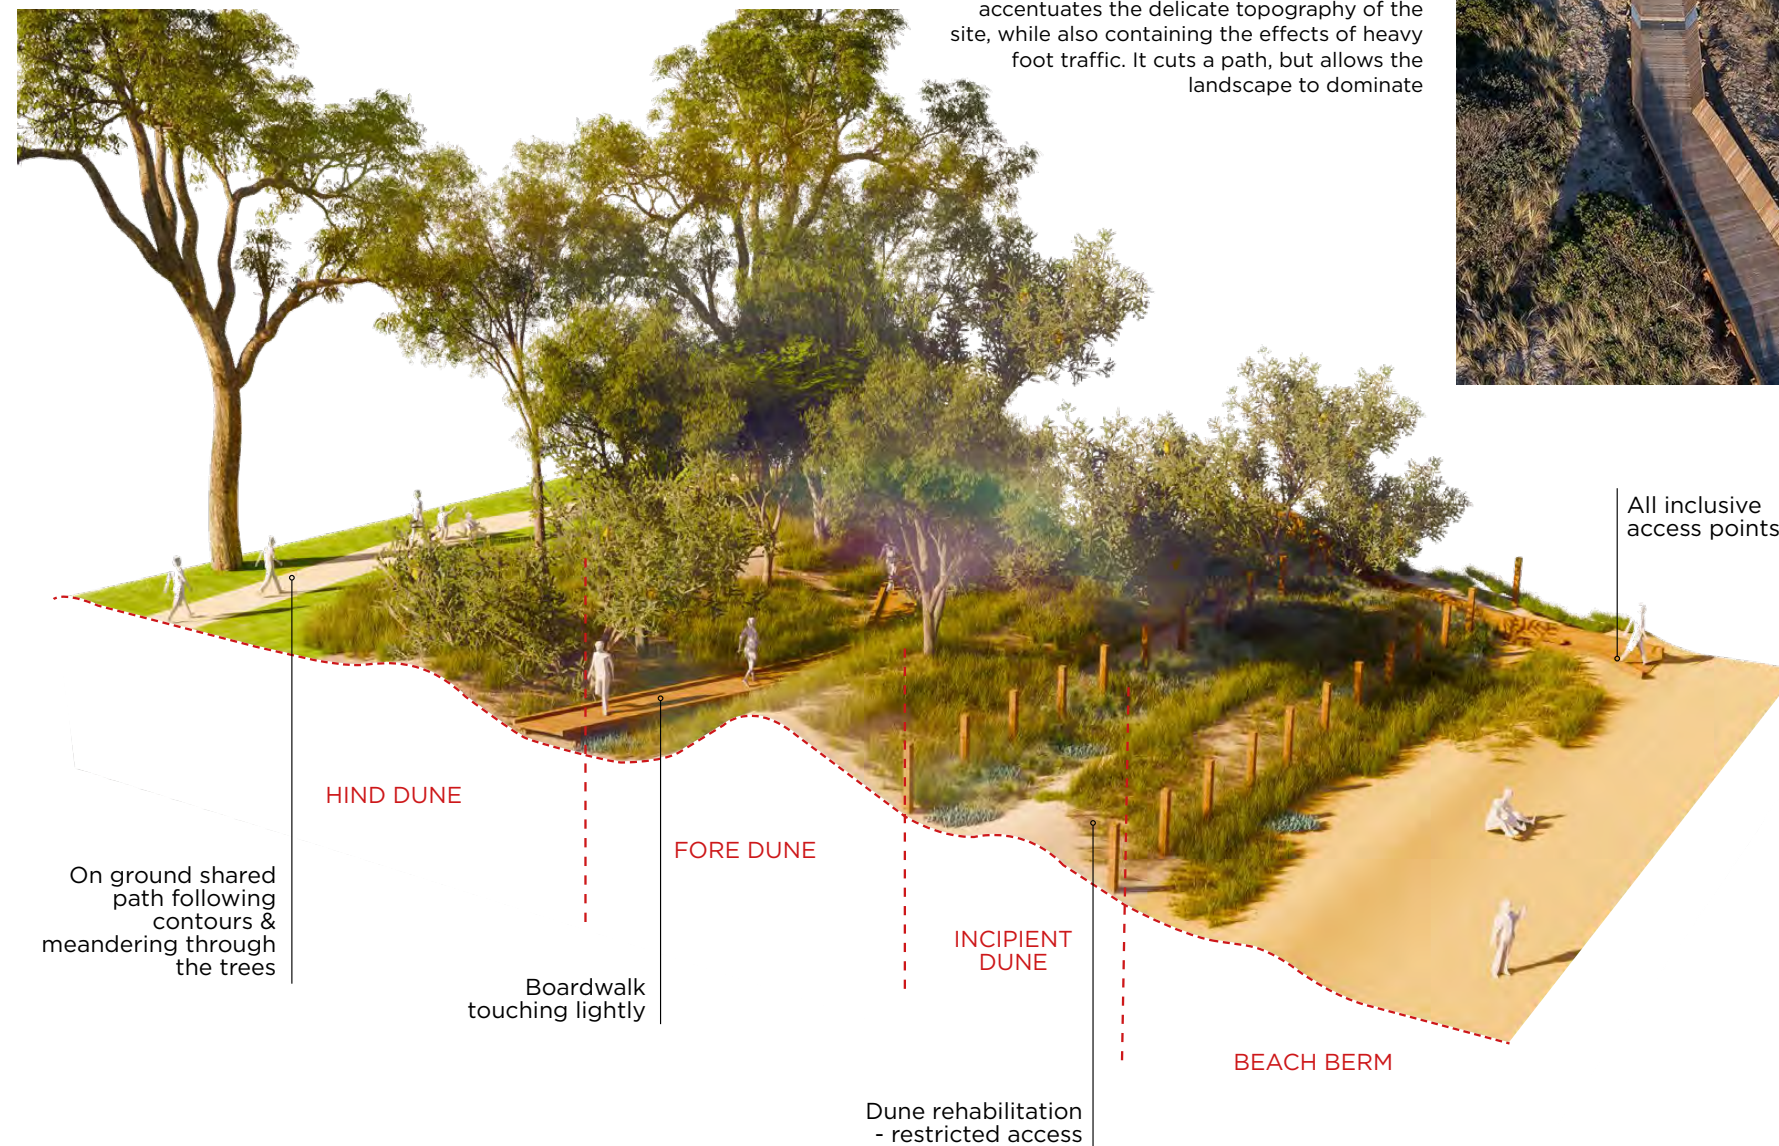 accentuates the delicate topography of the
site, while also containing the effects of heavy
foot traffic. It cuts a path, but allows the
landscape to dominate
All inclusive
access points
HIND DUNE
FORE DUNE
On ground shared
path following
contours &
meandering through
the trees
INCIPIENT
DUNE
Boardwalk
touching lightly
BEACH BERM
Dune rehabilitation
- restricted access